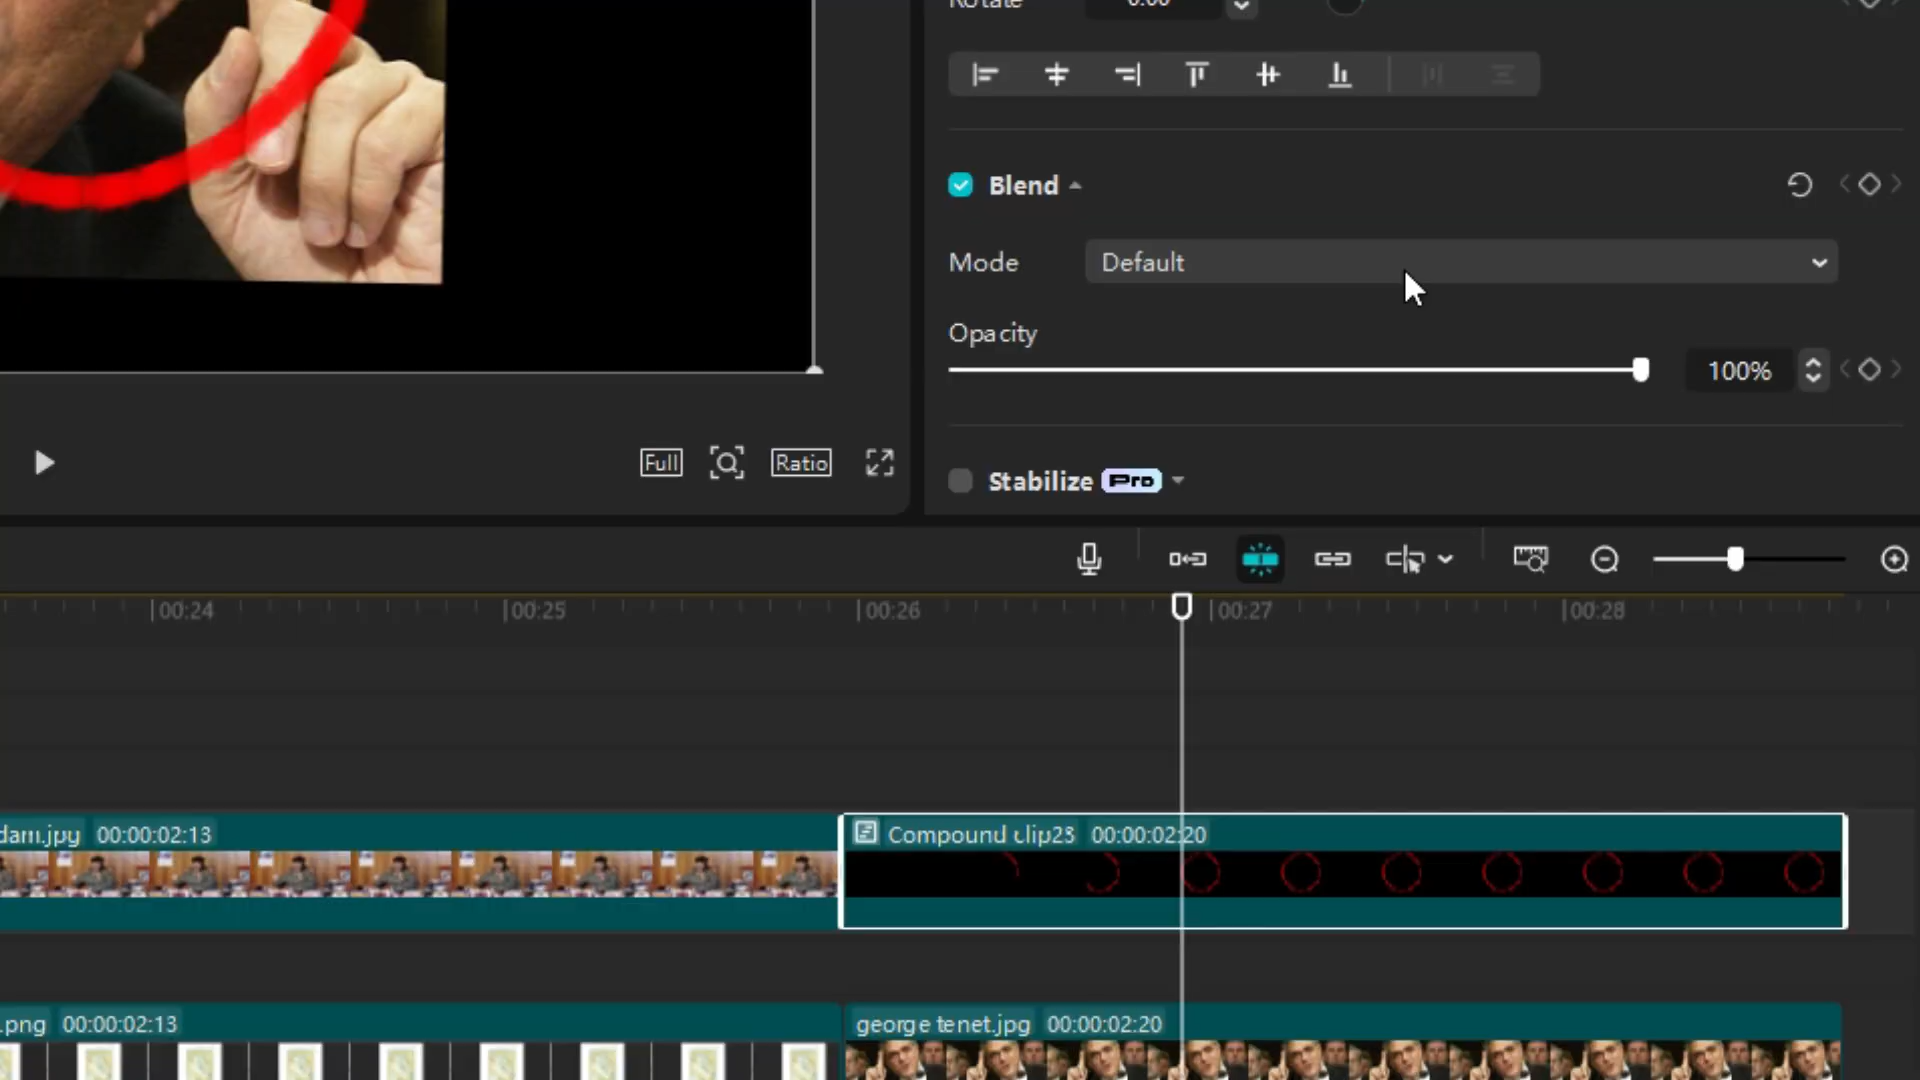 Rotate 0.00
Blend
Mode Default
Opacity
100%
Full Ratio
Stabilize Pro
00:24 00:25 00:26 00:27 00:28
dam.jpg 00:00:02:13
Compound clip23 00:00:02:20
.png 00:00:02:13
george tenet.jpg 00:00:02:20